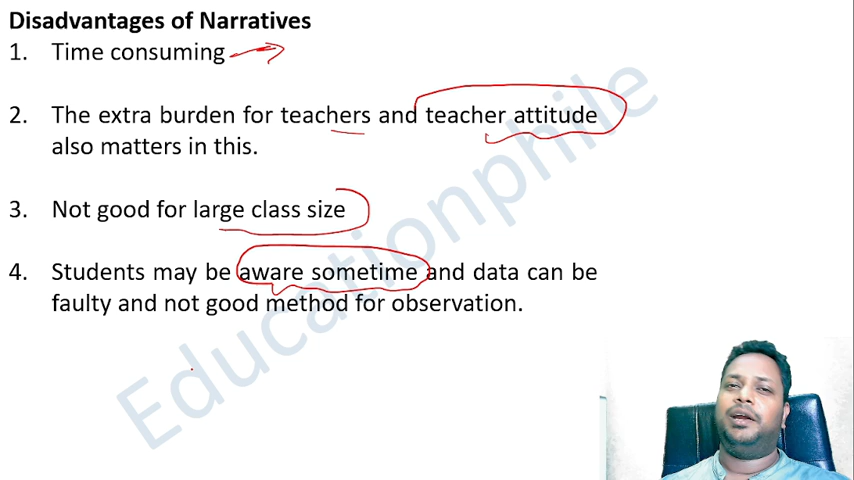 Disadvantages of Narratives
1. Time consuming
2. The extra burden for teachers and teacher attitude
also matters in this.
3. Not good for large class size
4. Students may be aware sometime and data can be
faulty and not good method for observation.
Educationphile